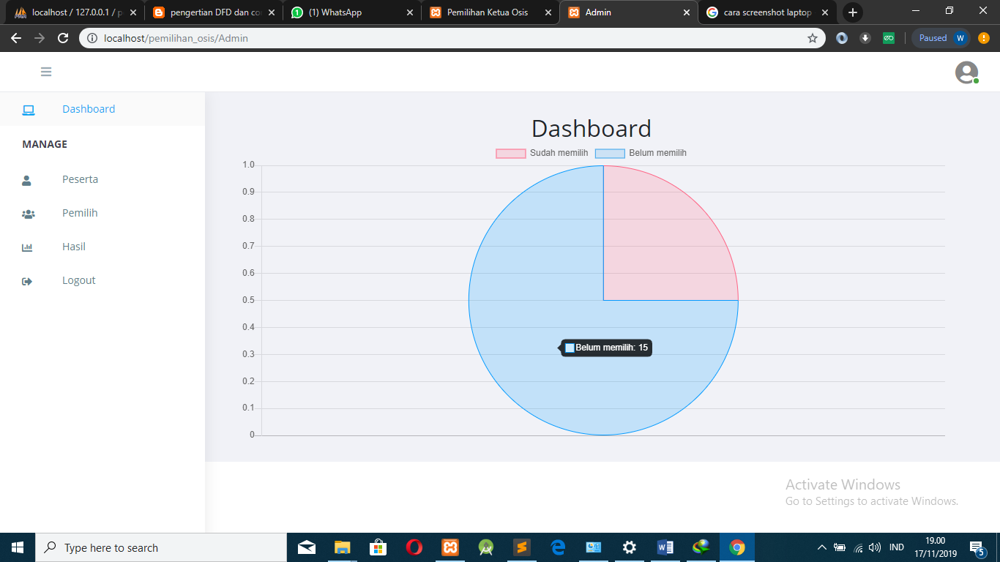 localhost / 127.0.0.1 / p
pengertian DFD dan co
(1) WhatsApp
Pemilihan Ketua Osis
Admin
cara screenshot laptop
localhost/pemilihan_osis/Admin
Paused
W
Dashboard
MANAGE
Peserta
Pemilih
Hasil
Logout
Dashboard
Sudah memilih
Belum memilih
1.0
0.9
0.8
0.7
0.6
0.5
0.4
0.3
0.2
0.1
0
Belum memilih: 15
Activate Windows
Go to Settings to activate Windows.
Type here to search
IND
19.00
17/11/2019
5